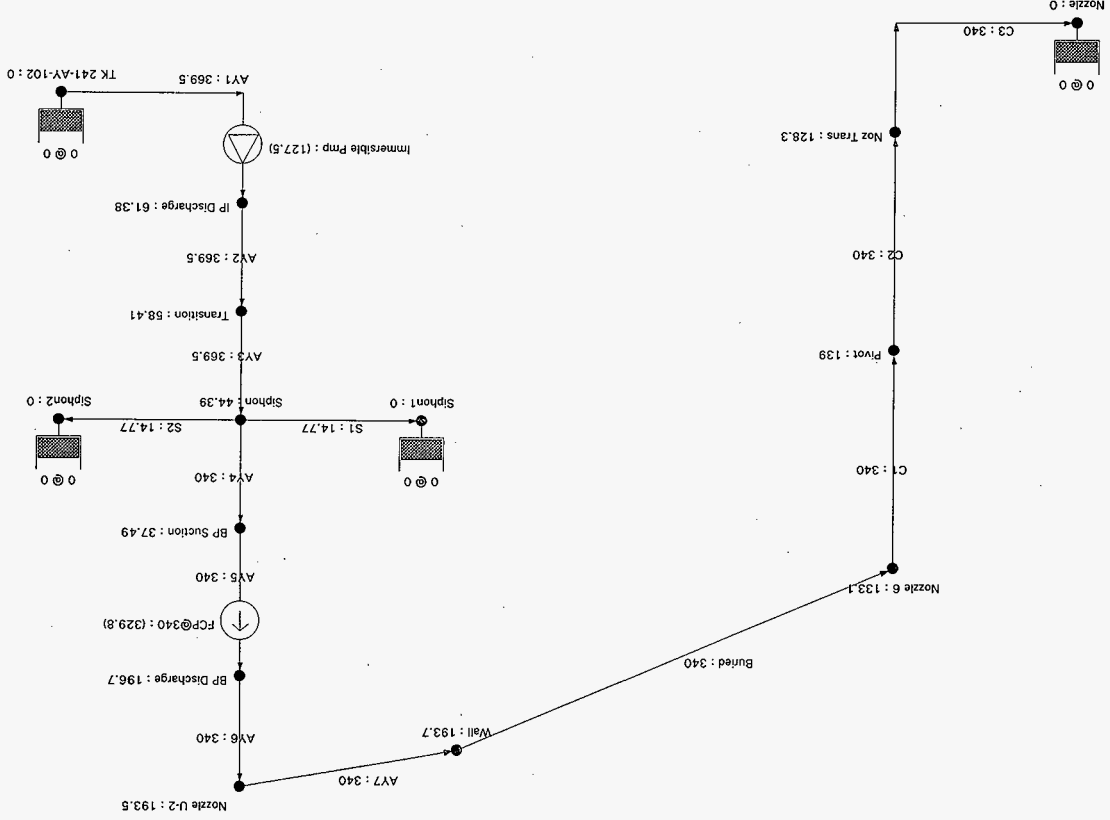 Nozzle U-2 : 193.5
AY7 : 340
AY6 : 340
Wall : 193.7
BP Discharge : 196.7
Buried : 340
FCP@340 : (329.8)
Nozzle 6 : 133.1
AY5 : 340
BP Suction : 37.49
0 @ 0
0 @ 0
AY4 : 340
C1 : 340
S1 : 14.77
S2 : 14.77
Siphon1 : 0
Siphon : 44.39
Siphon2 : 0
AY3 : 369.5
Pivot : 139
Transition : 58.41
AY2 : 369.5
C2 : 340
IP Discharge : 61.38
0 @ 0
Immersible Pmp : (127.5)
Noz Trans : 128.3
0 @ 0
AY1 : 369.5
TK 241-AY-102 : 0
C3 : 340
Nozzle : 0